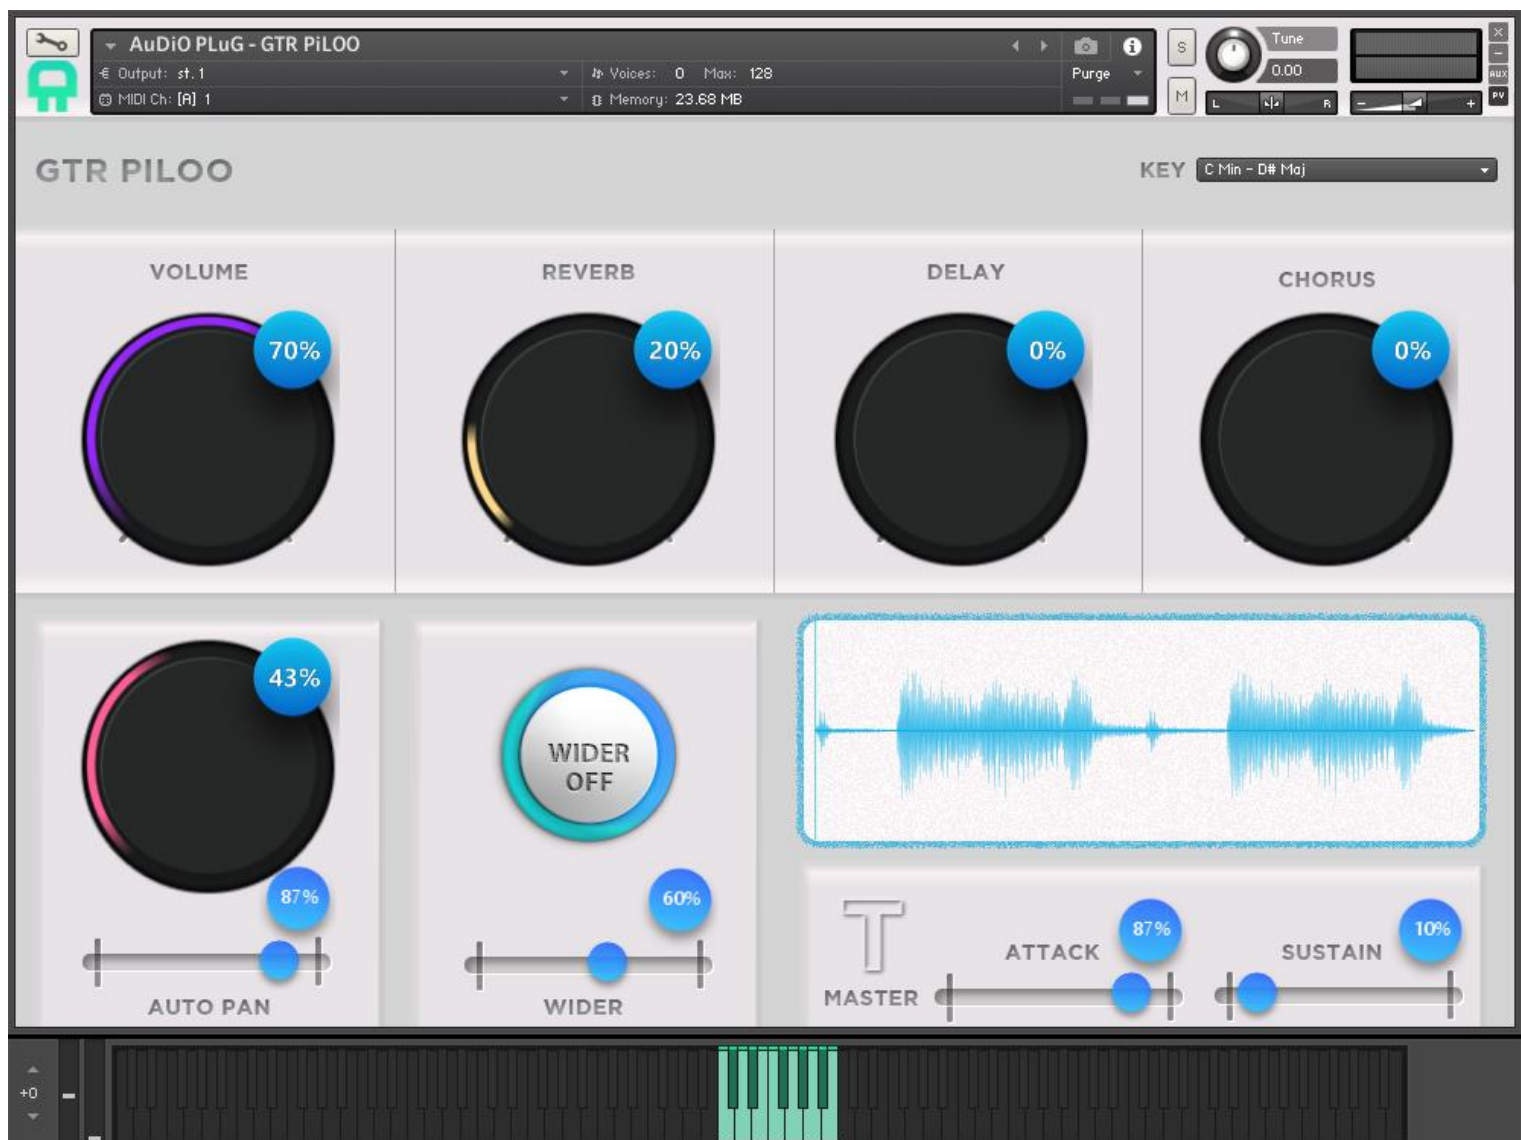 AuDiO PLuG - GTR PiLOO
Output: st. 1
Voices: 0 Max: 128
Purge
MIDI Ch: [A] 1
Memory: 23.68 MB
S
M
Tune
0.00
L R
- +
×
-
AUX
PV
GTR PILOO
KEY C Min - D# Maj
VOLUME
REVERB
DELAY
CHORUS
70%
20%
0%
0%
43%
WIDER
OFF
87%
60%
AUTO PAN
WIDER
T
MASTER
ATTACK
87%
SUSTAIN
10%
+0